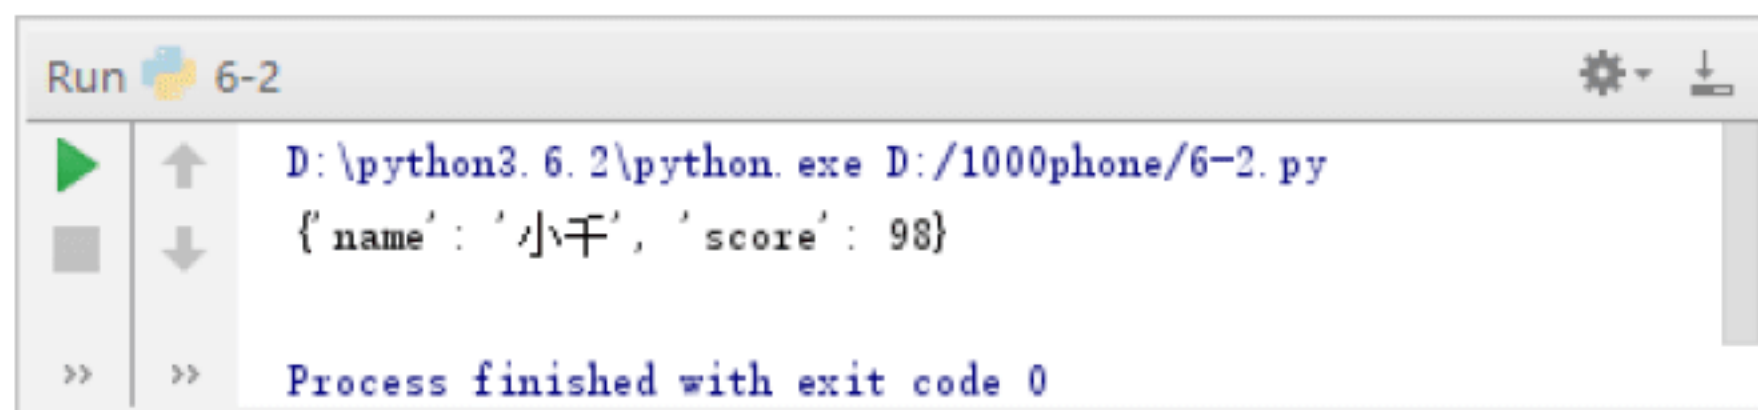 Run 6-2
D:\python3.6.2\python.exe D:/1000phone/6-2.py
{'name': '小千', 'score': 98}
Process finished with exit code 0